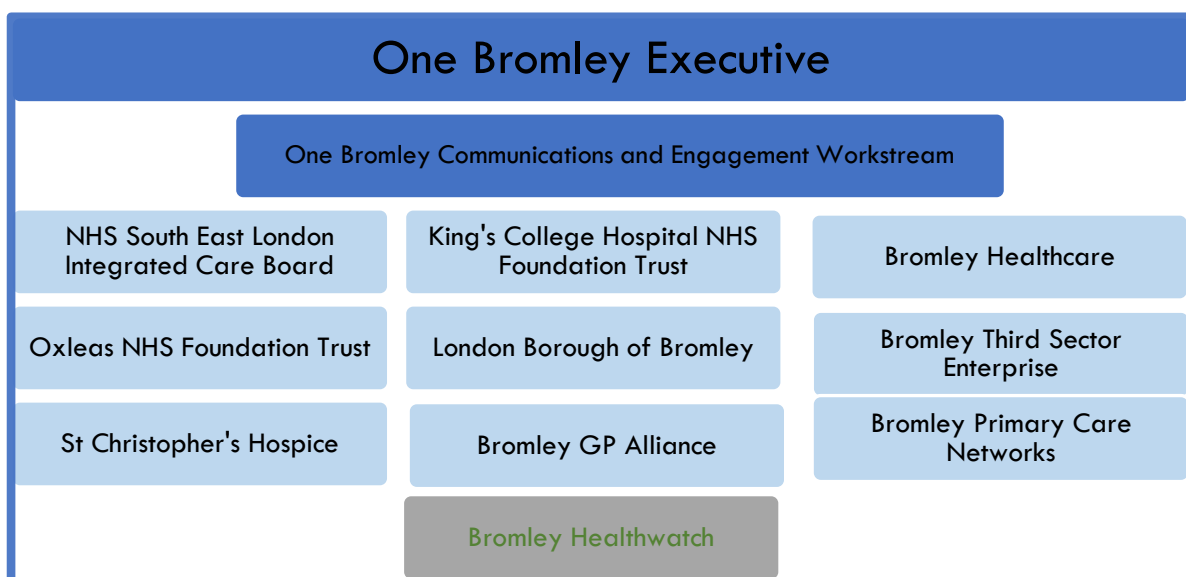 One Bromley Executive
One Bromley Communications and Engagement Workstream
NHS South East London
Integrated Care Board
King's College Hospital NHS
Foundation Trust
Bromley Healthcare
Oxleas NHS Foundation Trust
London Borough of Bromley
Bromley Third Sector
Enterprise
St Christopher's Hospice
Bromley GP Alliance
Bromley Primary Care
Networks
Bromley Healthwatch